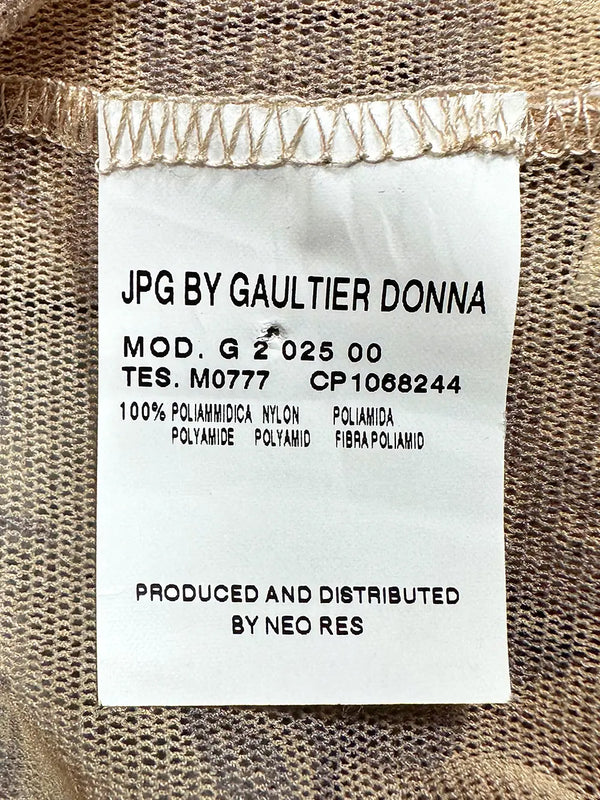 JPG BY GAULTIER DONNA
MOD. G 2 025 00
TES. M0777 CP1068244
100% POLIAMMIDICA NYLON POLIAMIDA
POLYAMIDE POLYAMID FIBRA POLIAMID
PRODUCED AND DISTRIBUTED
BY NEO RES